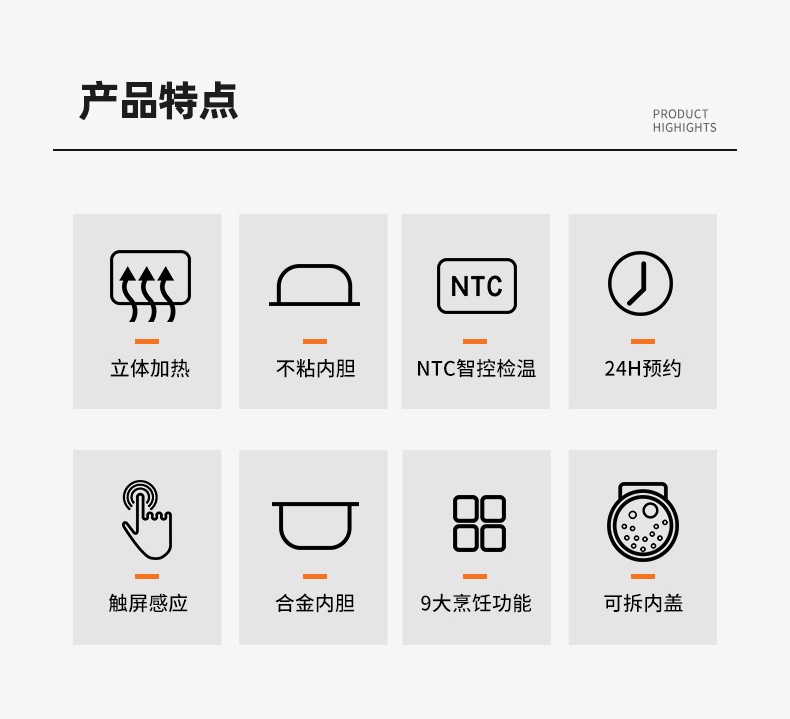 产品特点
PRODUCT
HIGHIGHTS
NTC
立体加热
不粘内胆
NTC智控检温
24H预约
触屏感应
合金内胆
9大烹饪功能
可拆内盖